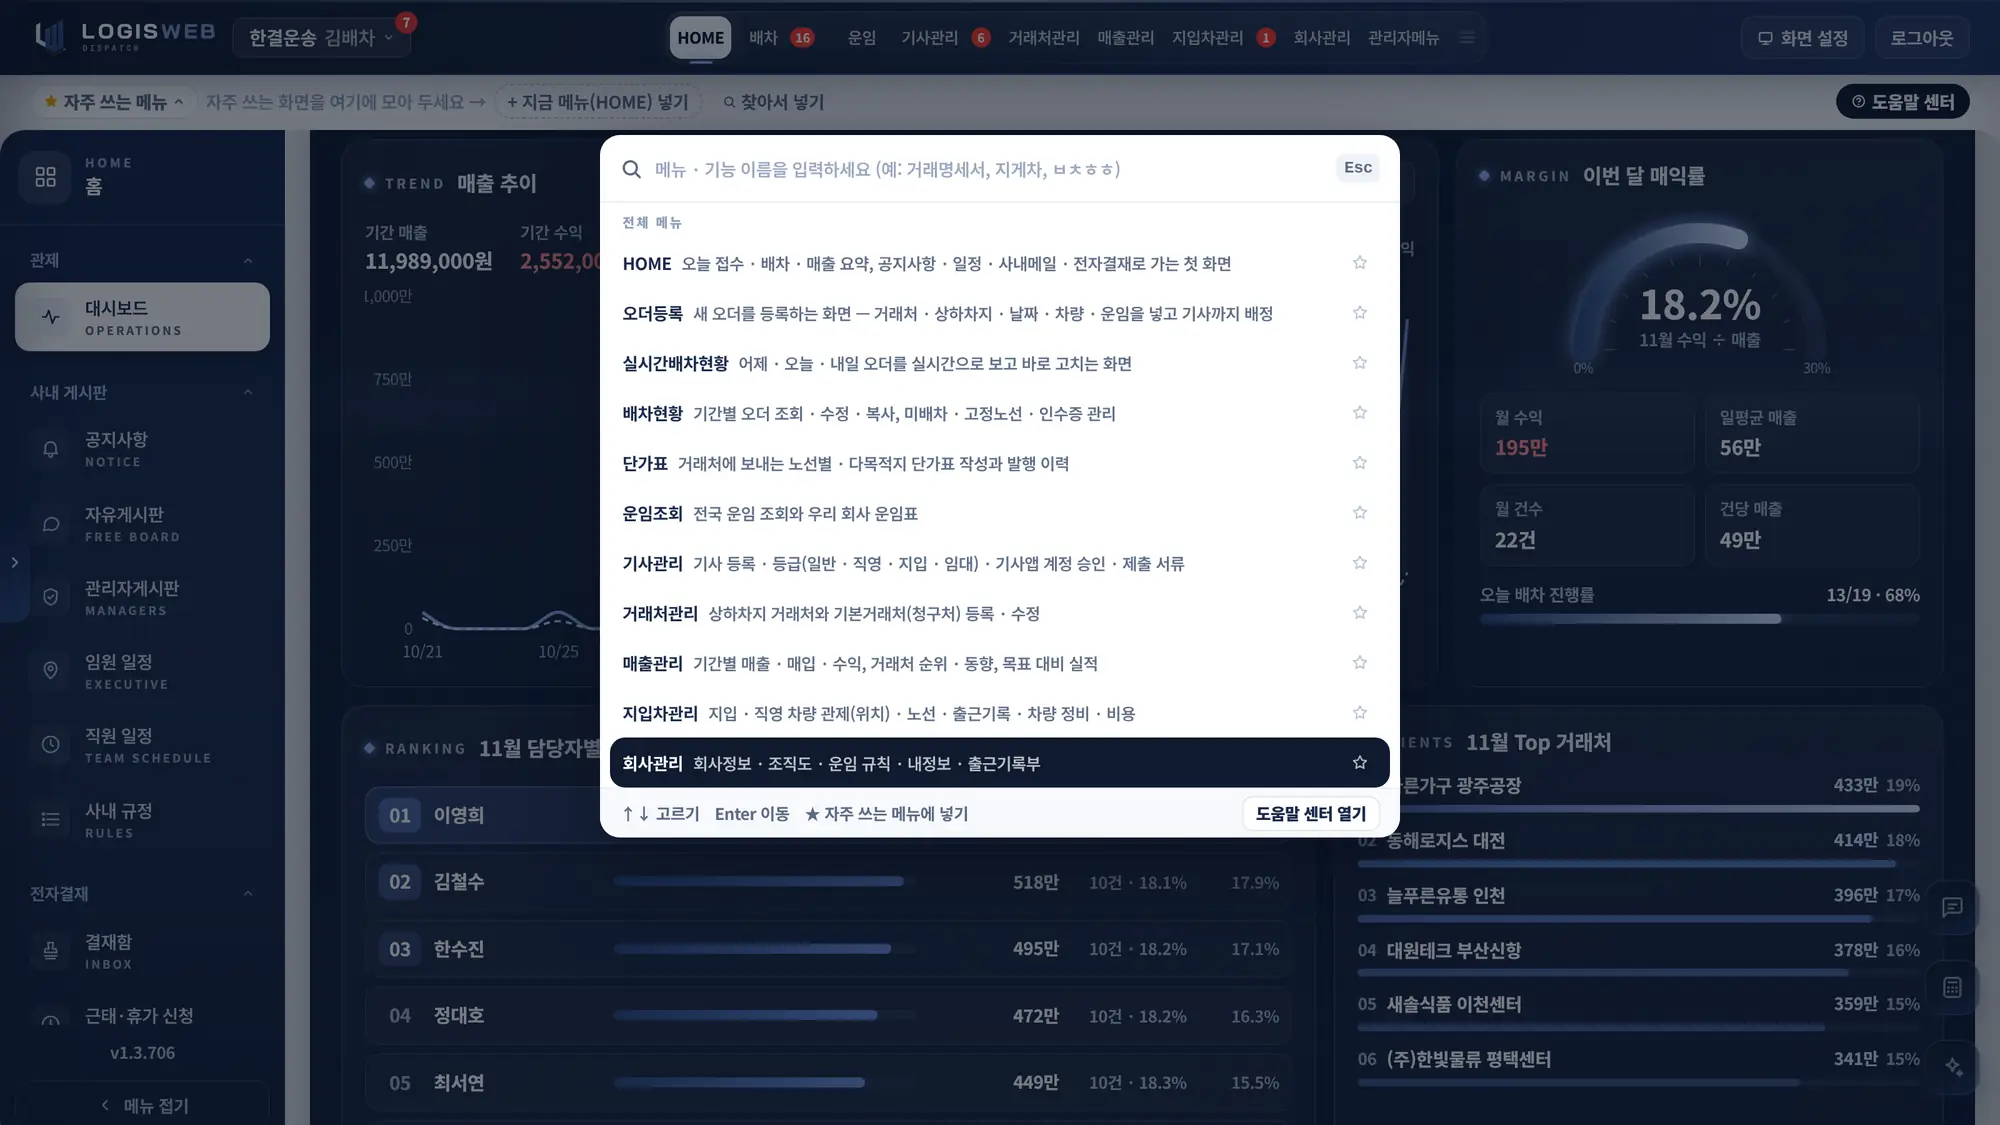 LOGISWEB
DISPATCH
한결운송 김배차
7
HOME
배차 16
운임
기사관리 6
거래처관리
매출관리
지입차관리 1
회사관리
관리자메뉴
화면 설정
로그아웃
★ 자주 쓰는 메뉴
자주 쓰는 화면을 여기에 모아 두세요 →
+ 지금 메뉴(HOME) 넣기
찾아서 넣기
도움말 센터
HOME
홈
관제
대시보드
OPERATIONS
사내 게시판
공지사항
NOTICE
자유게시판
FREE BOARD
관리자게시판
MANAGERS
임원 일정
EXECUTIVE
직원 일정
TEAM SCHEDULE
사내 규정
RULES
전자결재
결재함
INBOX
근태·휴가 신청
v1.3.706
메뉴 접기
TREND 매출 추이
기간 매출
11,989,000원
기간 수익
2,552,00
1,000만
750만
500만
250만
0
10/21
10/25
익
메뉴 · 기능 이름을 입력하세요 (예: 거래명세서, 지게차, ㅂㅊㅎㅎ)
Esc
전체 메뉴
HOME 오늘 접수 · 배차 · 매출 요약, 공지사항 · 일정 · 사내메일 · 전자결재로 가는 첫 화면
오더등록 새 오더를 등록하는 화면 — 거래처 · 상하차지 · 날짜 · 차량 · 운임을 넣고 기사까지 배정
실시간배차현황 어제 · 오늘 · 내일 오더를 실시간으로 보고 바로 고치는 화면
배차현황 기간별 오더 조회 · 수정 · 복사, 미배차 · 고정노선 · 인수증 관리
단가표 거래처에 보내는 노선별 · 다목적지 단가표 작성과 발행 이력
운임조회 전국 운임 조회와 우리 회사 운임표
기사관리 기사 등록 · 등급(일반 · 직영 · 지입 · 임대) · 기사앱 계정 승인 · 제출 서류
거래처관리 상하차지 거래처와 기본거래처(청구처) 등록 · 수정
매출관리 기간별 매출 · 매입 · 수익, 거래처 순위 · 동향, 목표 대비 실적
지입차관리 지입 · 직영 차량 관제(위치) · 노선 · 출근기록 · 차량 정비 · 비용
회사관리 회사정보 · 조직도 · 운임 규칙 · 내정보 · 출근기록부
↑↓ 고르기 Enter 이동 ★ 자주 쓰는 메뉴에 넣기
도움말 센터 열기
MARGIN 이번 달 매익률
18.2%
11월 수익 ÷ 매출
0%
30%
월 수익
195만
일평균 매출
56만
월 건수
22건
건당 매출
49만
오늘 배차 진행률
13/19 · 68%
RANKING 11월 담당자별
01 이영희
02 김철수 518만 10건 · 18.1% 17.9%
03 한수진 495만 10건 · 18.2% 17.1%
04 정대호 472만 10건 · 18.2% 16.3%
05 최서연 449만 10건 · 18.3% 15.5%
IENTS 11월 Top 거래처
른가구 광주공장 433만 19%
02 동해로지스 대전 414만 18%
03 늘푸른유통 인천 396만 17%
04 대원테크 부산신항 378만 16%
05 새솔식품 이천센터 359만 15%
06 (주)한빛물류 평택센터 341만 15%